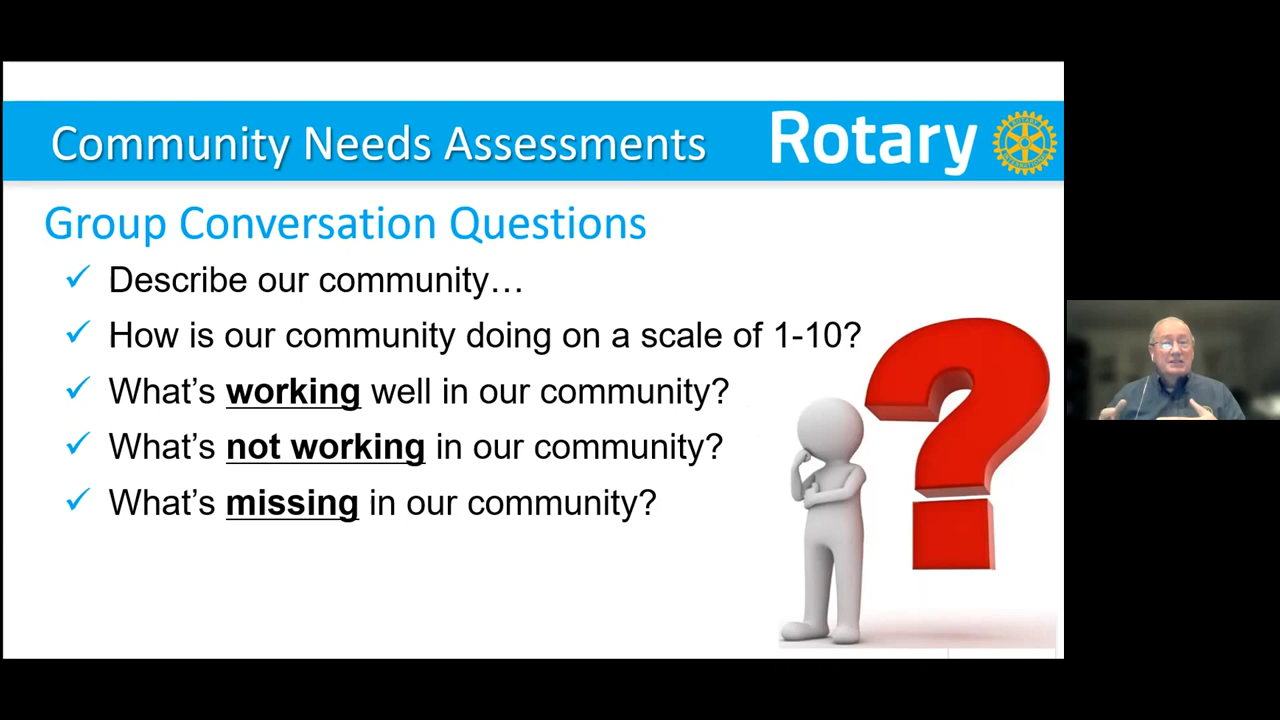 Community Needs Assessments
Rotary
Group Conversation Questions
✓ Describe our community…
✓ How is our community doing on a scale of 1-10?
✓ What’s working well in our community?
✓ What’s not working in our community?
✓ What’s missing in our community?